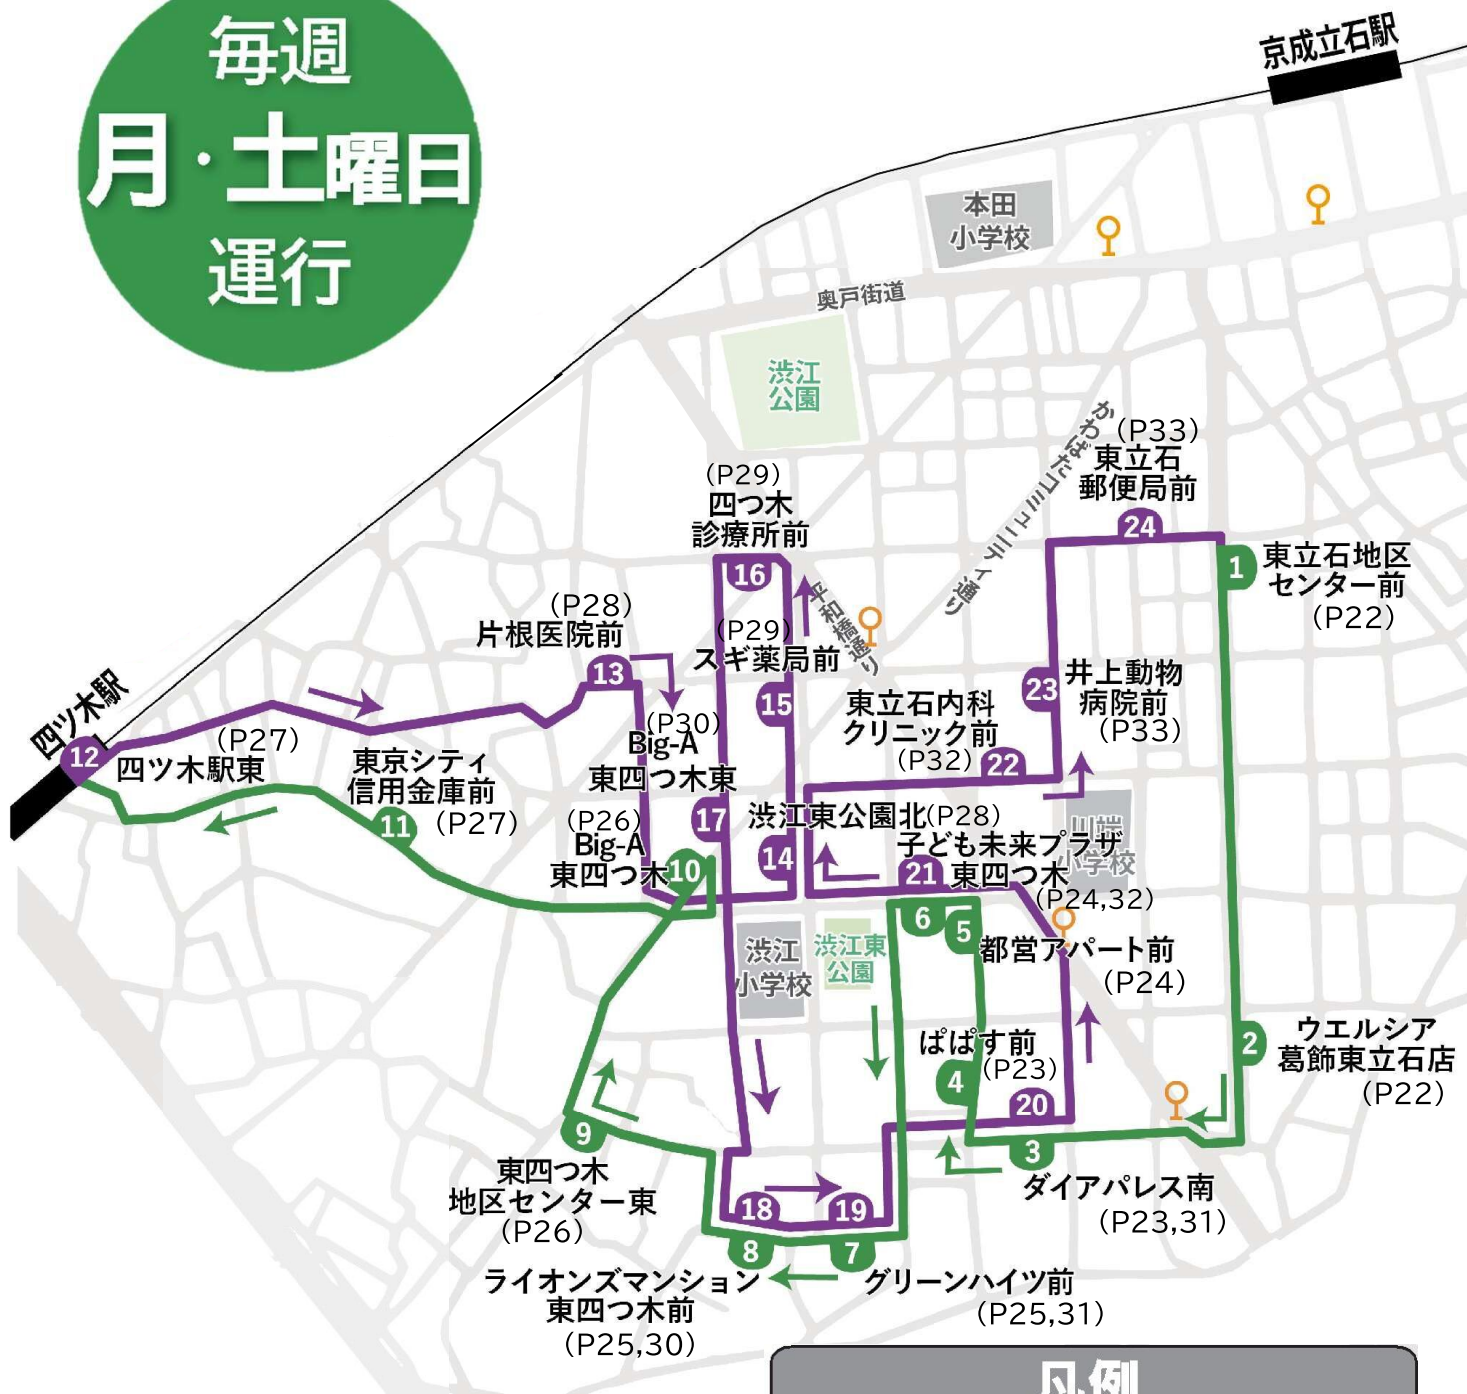 毎週
月・土曜日
運行
京成立石駅
本田
小学校
奥戸街道
渋江
公園
かわばたコミュニティ通り
(P33)
東立石
郵便局前
24
(P29)
四つ木
診療所前
16
1
東立石地区
センター前
(P22)
平和橋通り
(P28)
片根医院前
13
(P29)
スギ薬局前
15
23
井上動物
病院前
(P33)
東立石内科
クリニック前
(P32)
22
四ツ木駅
12
(P27)
四ツ木駅東
東京シティ
信用金庫前
(P27)
11
(P30)
Big-A
東四つ木東
17
(P26)
Big-A
東四つ木
10
渋江東公園北(P28)
14
子ども未来プラザ
東四つ木
21
(P24,32)
川端
小学校
6
5
都営アパート前
(P24)
渋江
小学校
渋江東
公園
ぱぱす前
(P23)
4
20
2
ウエルシア
葛飾東立石店
(P22)
3
ダイアパレス南
(P23,31)
9
東四つ木
地区センター東
(P26)
18
19
8
7
ライオンズマンション
東四つ木前
(P25,30)
グリーンハイツ前
(P25,31)
凡例